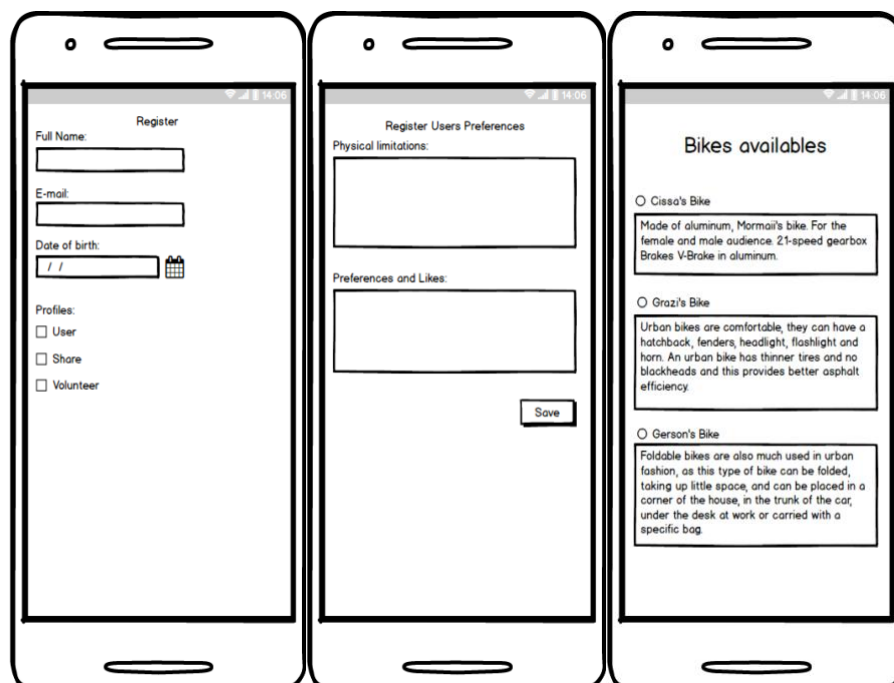 14:06
Register
Full Name:
E-mail:
Date of birth:
/ /
Profiles:
User
Share
Volunteer
14:06
Register Users Preferences
Physical limitations:
Preferences and Likes:
Save
14:06
Bikes availables
Cissa's Bike
Made of aluminum, Mormaii's bike. For the
female and male audience. 21-speed gearbox
Brakes V-Brake in aluminum.
Grazi's Bike
Urban bikes are comfortable, they can have a
hatchback, fenders, headlight, flashlight and
horn. An urban bike has thinner tires and no
blackheads and this provides better asphalt
efficiency.
Gerson's Bike
Foldable bikes are also much used in urban
fashion, as this type of bike can be folded,
taking up little space, and can be placed in a
corner of the house, in the trunk of the car,
under the desk at work or carried with a
specific bag.